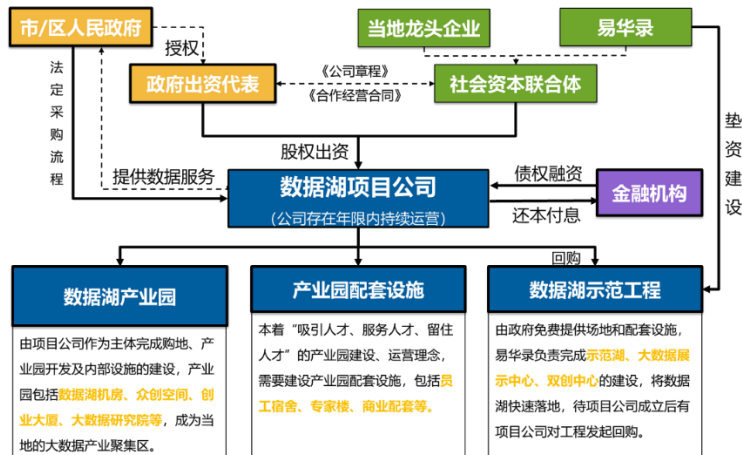 市/区人民政府
当地龙头企业
易华录
授权
政府出资代表
《公司章程》
《合作经营合同》
社会资本联合体
法定采购流程
垫资建设
股权出资
提供数据服务
数据湖项目公司
（公司存在年限内持续运营）
债权融资
金融机构
还本付息
回购
数据湖产业园
由项目公司作为主体完成购地、产
业园开发及内部设施的建设，产业
园包括数据湖机房、众创空间、创
业大厦、大数据研究院等，成为当
地的大数据产业聚集区。
产业园配套设施
本着“吸引人才、服务人才、留住
人才”的产业园建设、运营理念，
需要建设产业园配套设施，包括员
工宿舍、专家楼、商业配套等。
数据湖示范工程
由政府免费提供场地和配套设施，
易华录负责完成示范湖、大数据展
示中心、双创中心的建设，将数据
湖快速落地，待项目公司成立后有
项目公司对工程发起回购。